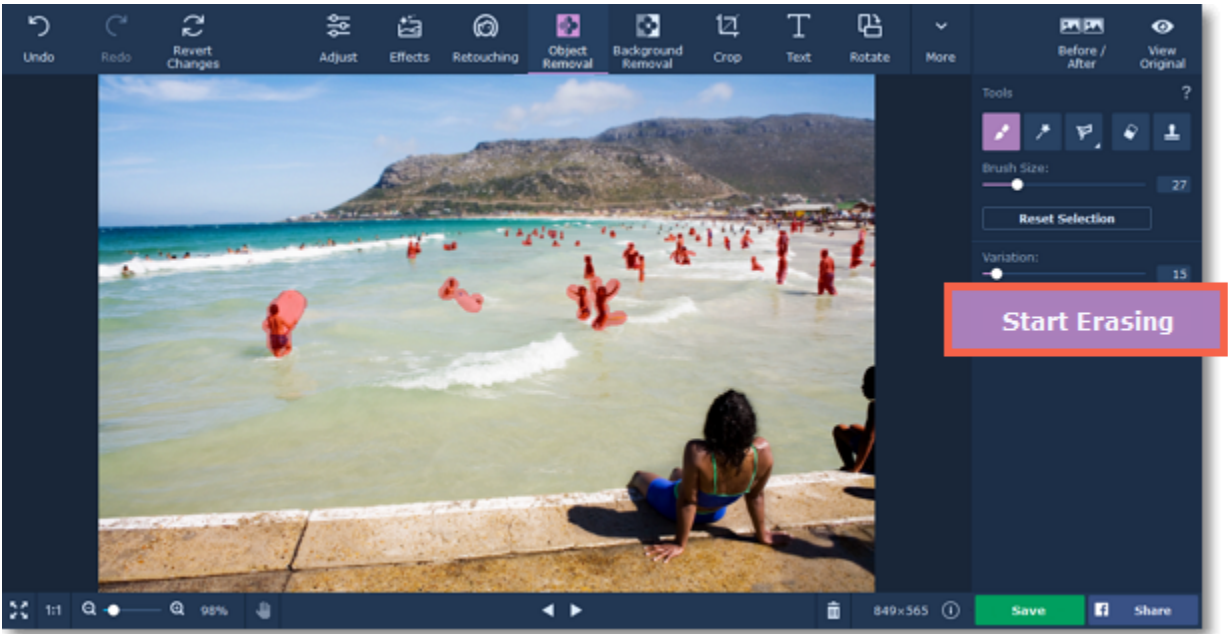 Undo
Redo
Revert
Changes
Adjust
Effects
Retouching
Object
Removal
Background
Removal
Crop
Text
Rotate
More
Before /
After
View
Original
Tools
?
Brush Size:
27
Reset Selection
Variation:
15
Start Erasing
1:1
98%
849×565
Save
Share